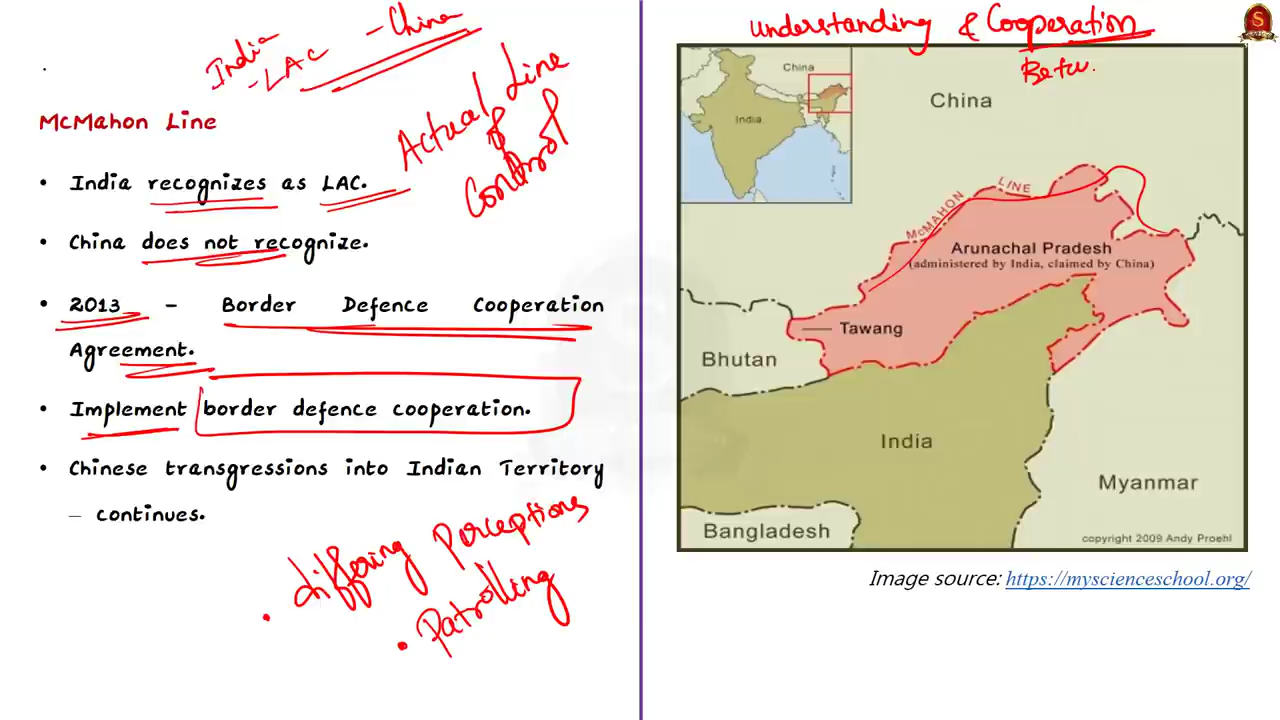 India
- LAC - China
Actual Line
of
Control
McMahon Line
• India recognizes as LAC.
• China does not recognize.
• 2013 - Border Defence Cooperation
Agreement.
• Implement border defence cooperation.
• Chinese transgressions into Indian Territory
– continues.
• differing Perceptions
• Patrolling
understanding & Cooperation
Betw.
China
India
China
McMAHON LINE
Arunachal Pradesh
(administered by India, claimed by China)
Tawang
Bhutan
India
Myanmar
Bangladesh
copyright 2009 Andy Proehl
Image source: https://myscienceschool.org/